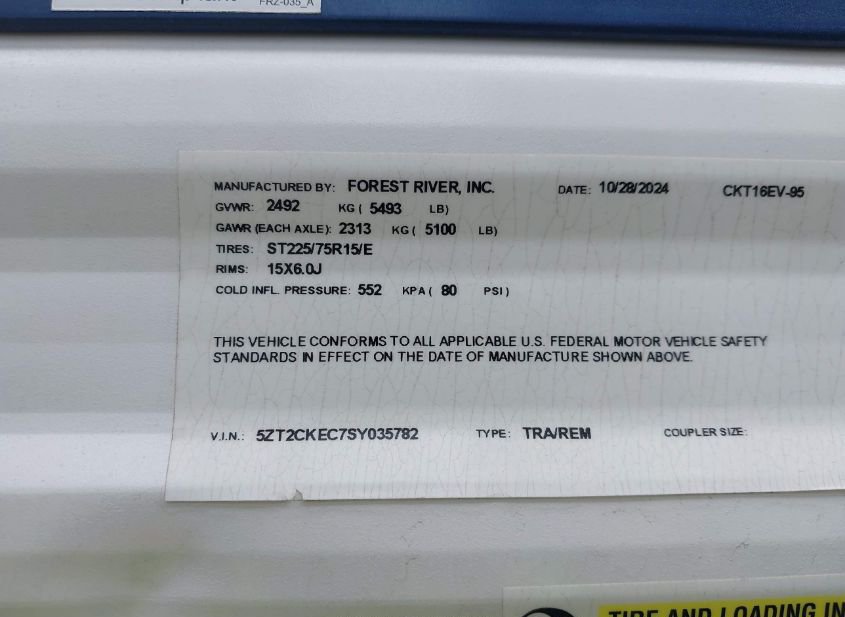 FR2-035_A
MANUFACTURED BY: FOREST RIVER, INC. DATE: 10/28/2024 CKT16EV-95
GVWR: 2492 KG ( 5493 LB)
GAWR (EACH AXLE): 2313 KG ( 5100 LB)
TIRES: ST225/75R15/E
RIMS: 15X6.0J
COLD INFL. PRESSURE: 552 KPA ( 80 PSI )
THIS VEHICLE CONFORMS TO ALL APPLICABLE U.S. FEDERAL MOTOR VEHICLE SAFETY
STANDARDS IN EFFECT ON THE DATE OF MANUFACTURE SHOWN ABOVE.
V.I.N.: 5ZT2CKEC7SY035782 TYPE: TRA/REM COUPLER SIZE:
TIRE AND LOADING IN